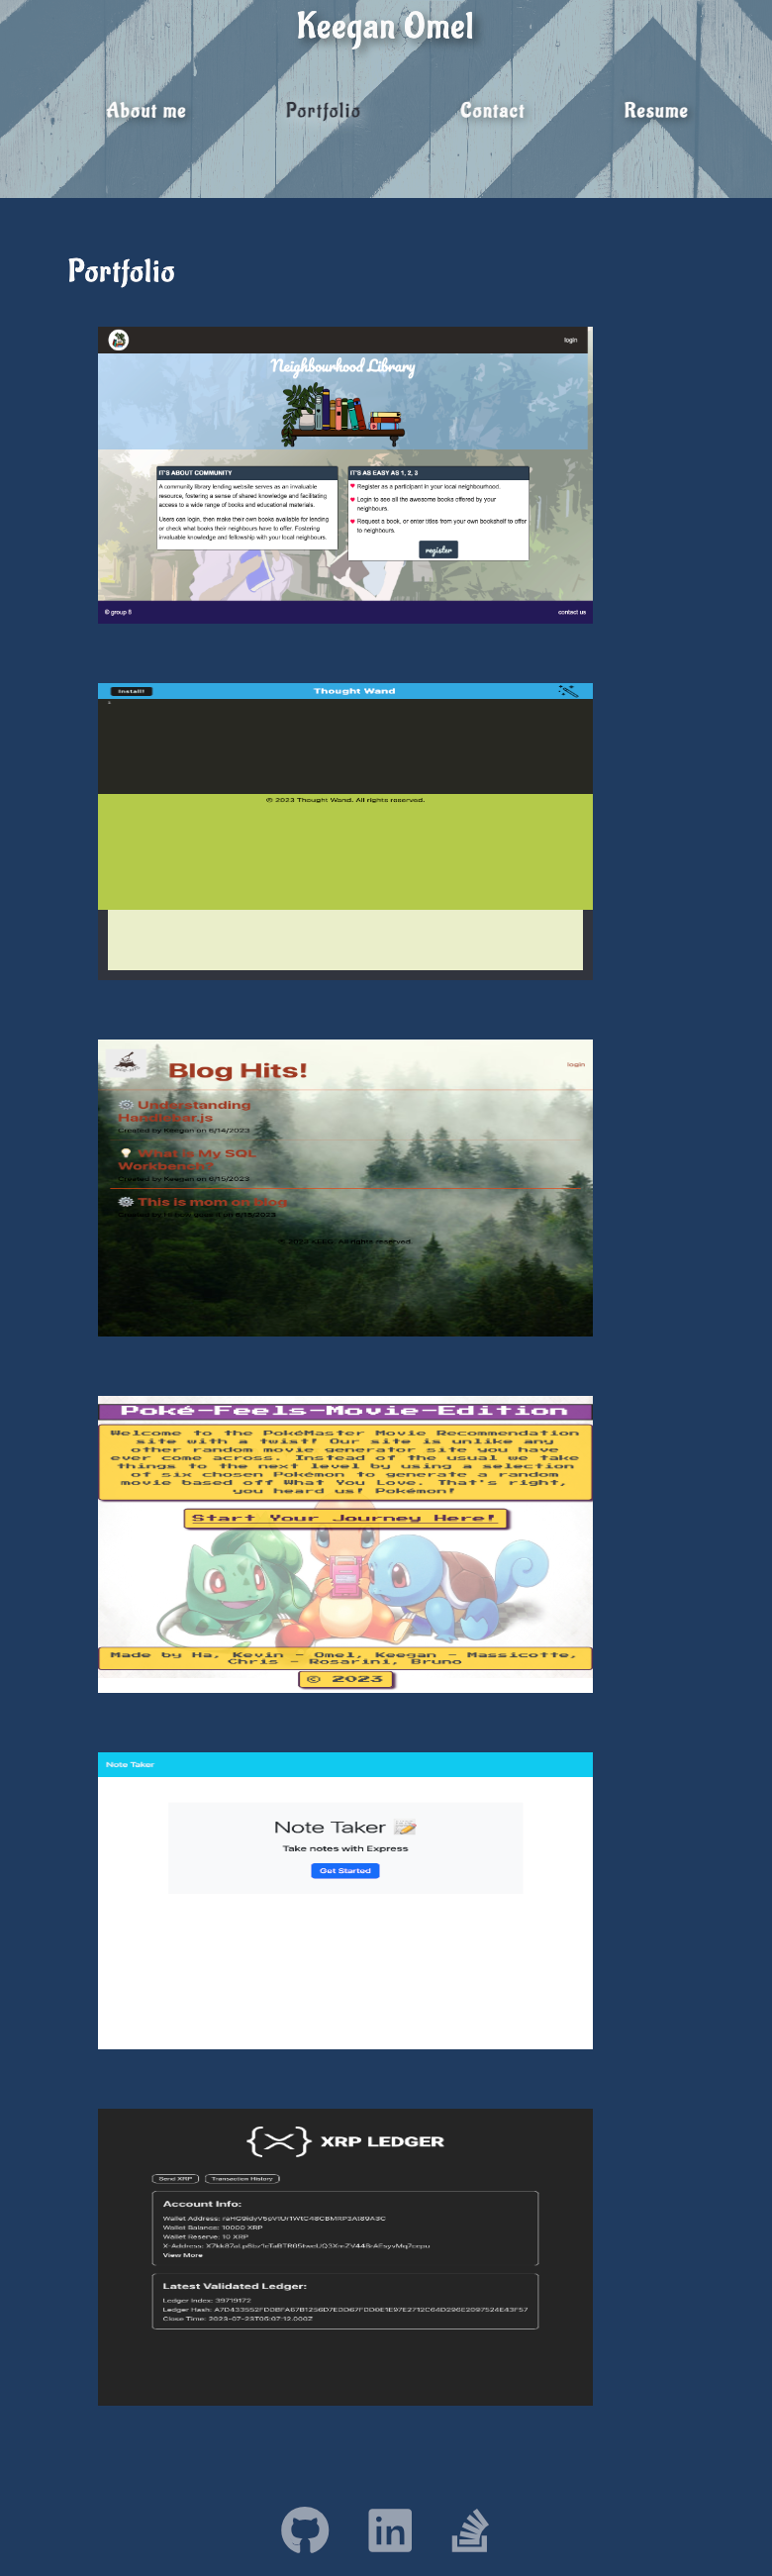 Keegan Omel
About me
Portfolio
Contact
Resume
Portfolio
login
Neighbourhood Library
IT'S ABOUT COMMUNITY
A community library lending website serves as an invaluable
resource, fostering a sense of shared knowledge and facilitating
access to a wide range of books and educational materials.
Users can login, then make their own books available for lending
or check what books their neighbours have to offer. Fostering
invaluable knowledge and fellowship with your local neighbours.
IT'S AS EASY AS 1, 2, 3
Register as a participant in your local neighbourhood.
Login to see all the awesome books offered by your
neighbours.
Request a book, or enter titles from your own bookshelf to offer
to neighbours.
register
© group 5
contact us
Install!
Thought Wand
© 2023 Thought Wand. All rights reserved.
Blog Hits!
login
Understanding
Handlebar.js
Created by Keegan on 6/14/2023
What is My SQL
Workbench?
Created by Keegan on 6/15/2023
This is mom on blog
on 6/15/2023
All rights reserved.
Poké-Feels-Movie-Edition
Welcome to the PokéMaster Movie Recommendation
site with a twist! Our site is unlike any
other random movie generator site you have
ever come across. Instead of the usual we take
things to the next level by using a selection
of six chosen Pokémon to generate a random
movie based off What You Love. That's right,
you heard us! Pokémon!
Start Your Journey Here!
Made by Ha, Kevin - Omel, Keegan - Massicotte,
Chris - Rosarini, Bruno
© 2023
Note Taker
Note Taker
Take notes with Express
Get Started
XRP LEDGER
Send XRP
Transaction History
Account Info:
Wallet Address:
Wallet Balance: 10000 XRP
Wallet Reserve: 10 XRP
X-Address:
View More
Latest Validated Ledger:
Ledger Index: 39719172
Ledger Hash:
Close Time: 2023-07-23T05:07:12.000Z
in